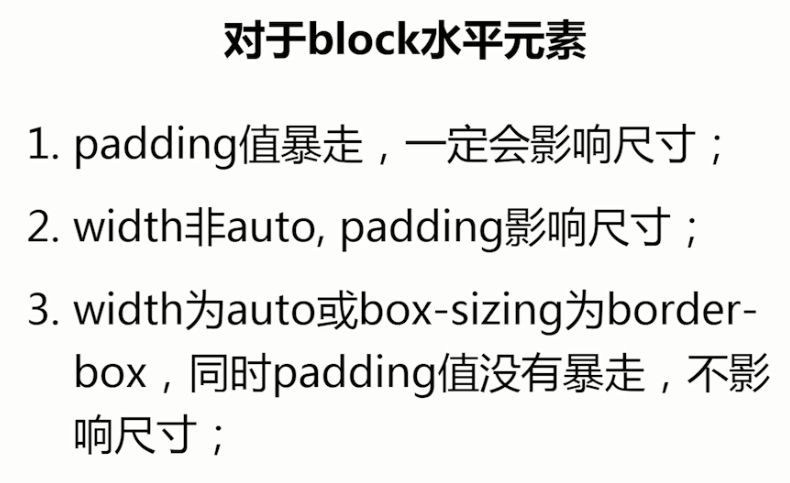 对于block水平元素
1. padding值暴走，一定会影响尺寸；
2. width非auto, padding影响尺寸；
3. width为auto或box-sizing为border-
box，同时padding值没有暴走，不影
响尺寸；